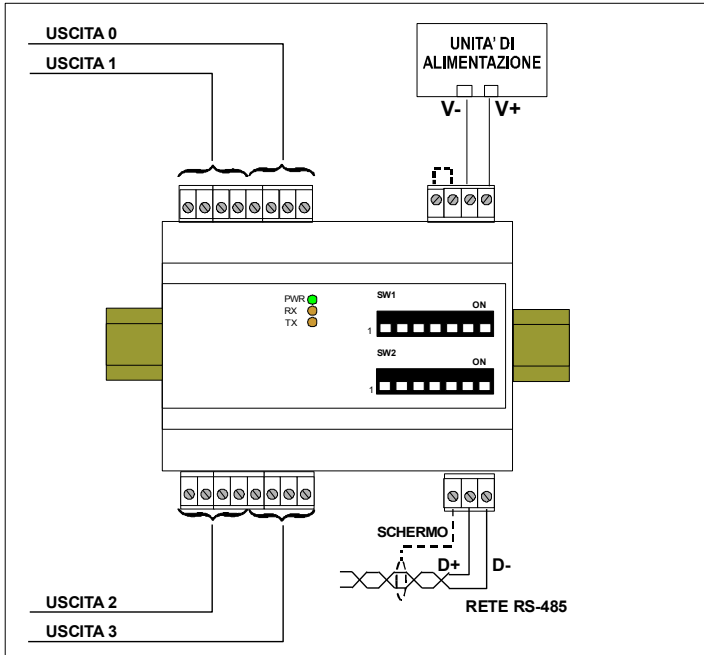 USCITA 0
USCITA 1
UNITA' DI
ALIMENTAZIONE
V-
V+
PWR
RX
TX
SW1
ON
1
SW2
ON
1
SCHERMO
D+
D-
RETE RS-485
USCITA 2
USCITA 3